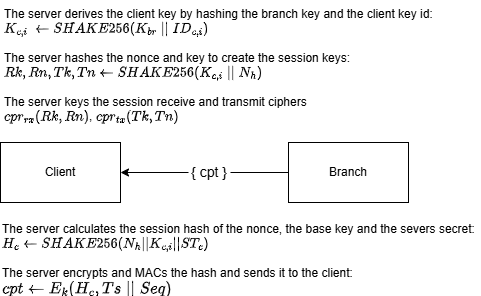 The server derives the client key by hashing the branch key and the client key id:
K_{c,i} ← SHAKE256(K_{br} || ID_{c,i})
The server hashes the nonce and key to create the session keys:
Rk, Rn, Tk, Tn ← SHAKE256(K_{c,i} || N_h)
The server keys the session receive and transmit ciphers
cpr_{rx}(Rk, Rn), cpr_{tx}(Tk, Tn)
Client
{ cpt }
Branch
The server calculates the session hash of the nonce, the base key and the severs secret:
H_c ← SHAKE256(N_h||K_{c,i}||ST_c)
The server encrypts and MACs the hash and sends it to the client:
cpt ← E_k(H_c, Ts || Seq)